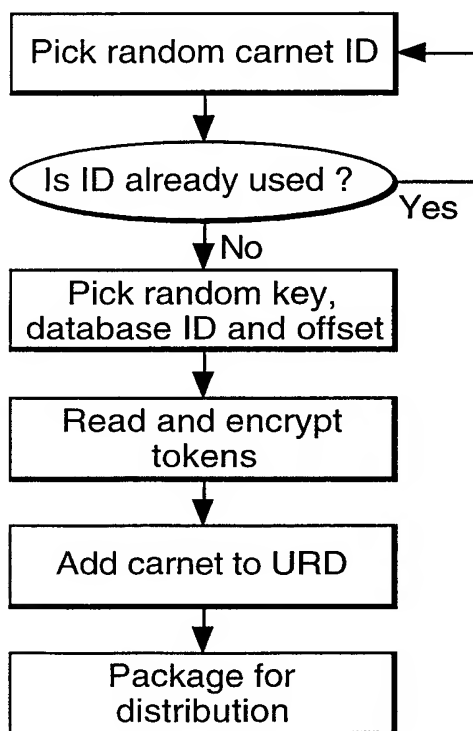 Pick random carnet ID
Is ID already used ?
Yes
No
Pick random key,
database ID and offset
Read and encrypt
tokens
Add carnet to URD
Package for
distribution